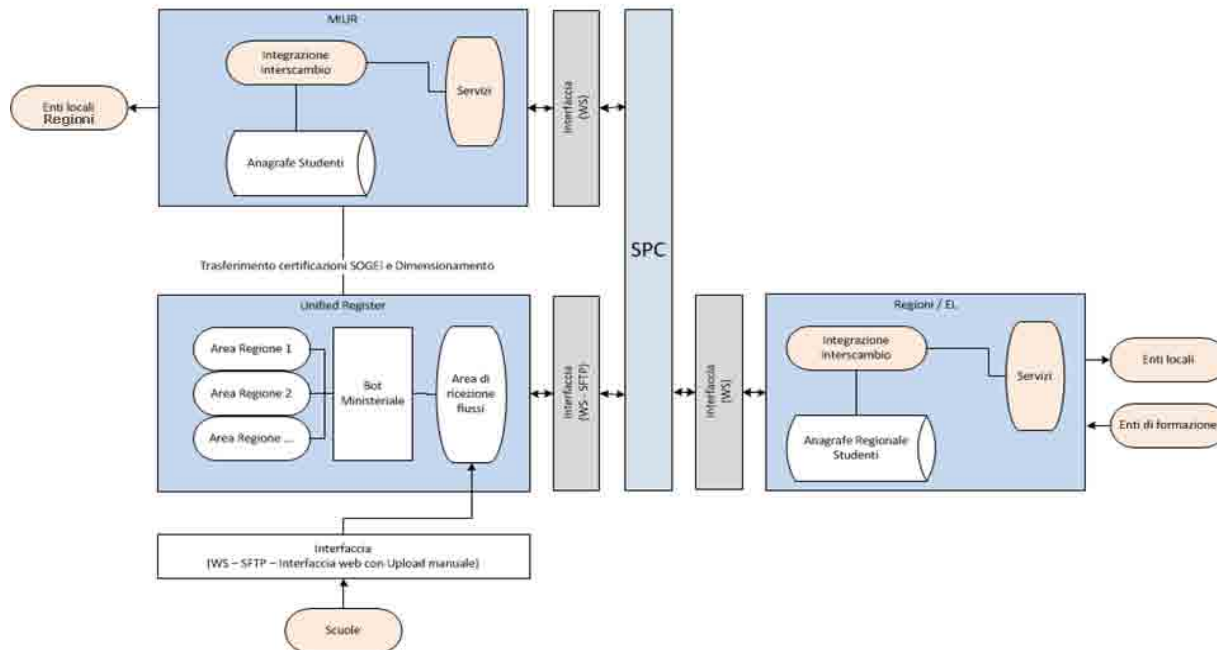 MIUR
Integrazione
Interscambio
Servizi
Anagrafe Studenti
Enti locali
Regioni
Interfaccia
(WS)
SPC
Trasferimento certificazioni SOGEI e Dimensionamento
Unified Register
Area Regione 1
Area Regione 2
Area Regione ...
Bot
Ministeriale
Area di
ricezione
flussi
Interfaccia
(WS - SFTP)
Interfaccia
(WS)
Regioni / EL
Integrazione
Interscambio
Servizi
Anagrafe Regionale
Studenti
Enti locali
Enti di formazione
Interfaccia
(WS – SFTP – Interfaccia web con Upload manuale)
Scuole